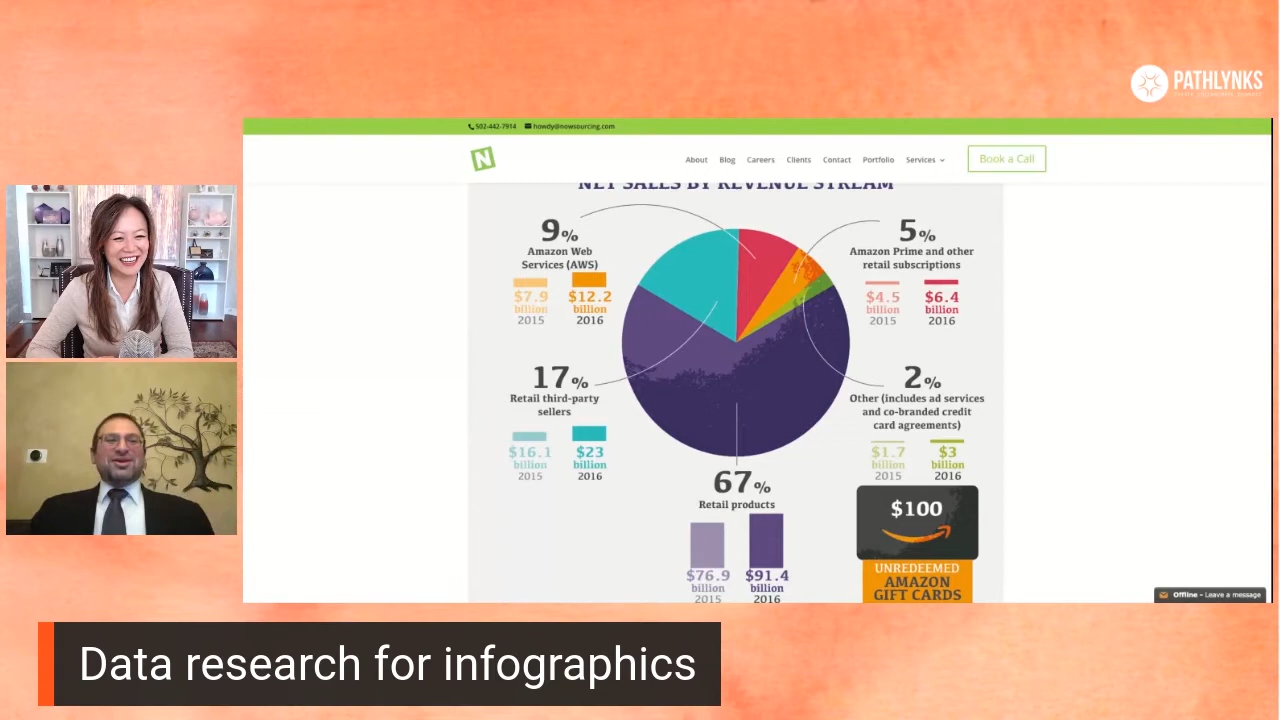 PATHLYNKS
502-442-7914 howdy@nowsourcing.com
N
About Blog Careers Clients Contact Portfolio Services Book a Call
NET SALES BY REVENUE STREAM
9%
Amazon Web
Services (AWS)
$7.9 $12.2
billion billion
2015 2016
5%
Amazon Prime and other
retail subscriptions
$4.5 $6.4
billion billion
2015 2016
17%
Retail third-party
sellers
$16.1 $23
billion billion
2015 2016
2%
Other (includes ad services
and co-branded credit
card agreements)
$1.7 $3
billion billion
2015 2016
67%
Retail products
$76.9 $91.4
billion billion
2015 2016
$100
UNREDEEMED
AMAZON
GIFT CARDS
Offline - Leave a message
Data research for infographics